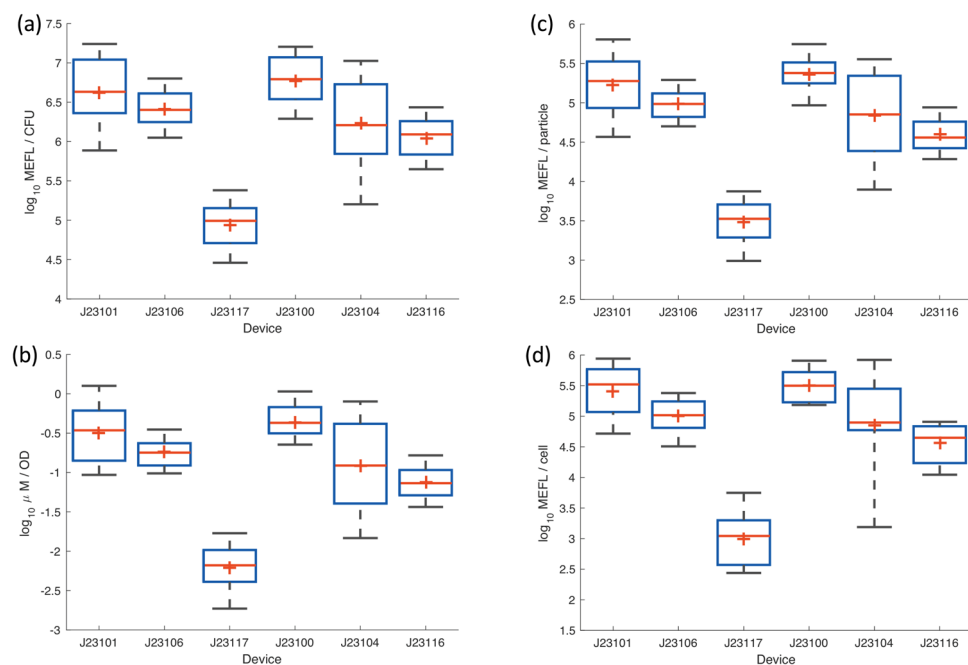 (a)
7.5
7
6.5
6
5.5
5
4.5
4
log10 MEFL / CFU
J23101 J23106 J23117 J23100 J23104 J23116
Device
(c)
6
5.5
5
4.5
4
3.5
3
2.5
log10 MEFL / particle
J23101 J23106 J23117 J23100 J23104 J23116
Device
(b)
0.5
0
-0.5
-1
-1.5
-2
-2.5
-3
log10 μ M / OD
J23101 J23106 J23117 J23100 J23104 J23116
Device
(d)
6
5.5
5
4.5
4
3.5
3
2.5
2
1.5
log10 MEFL / cell
J23101 J23106 J23117 J23100 J23104 J23116
Device